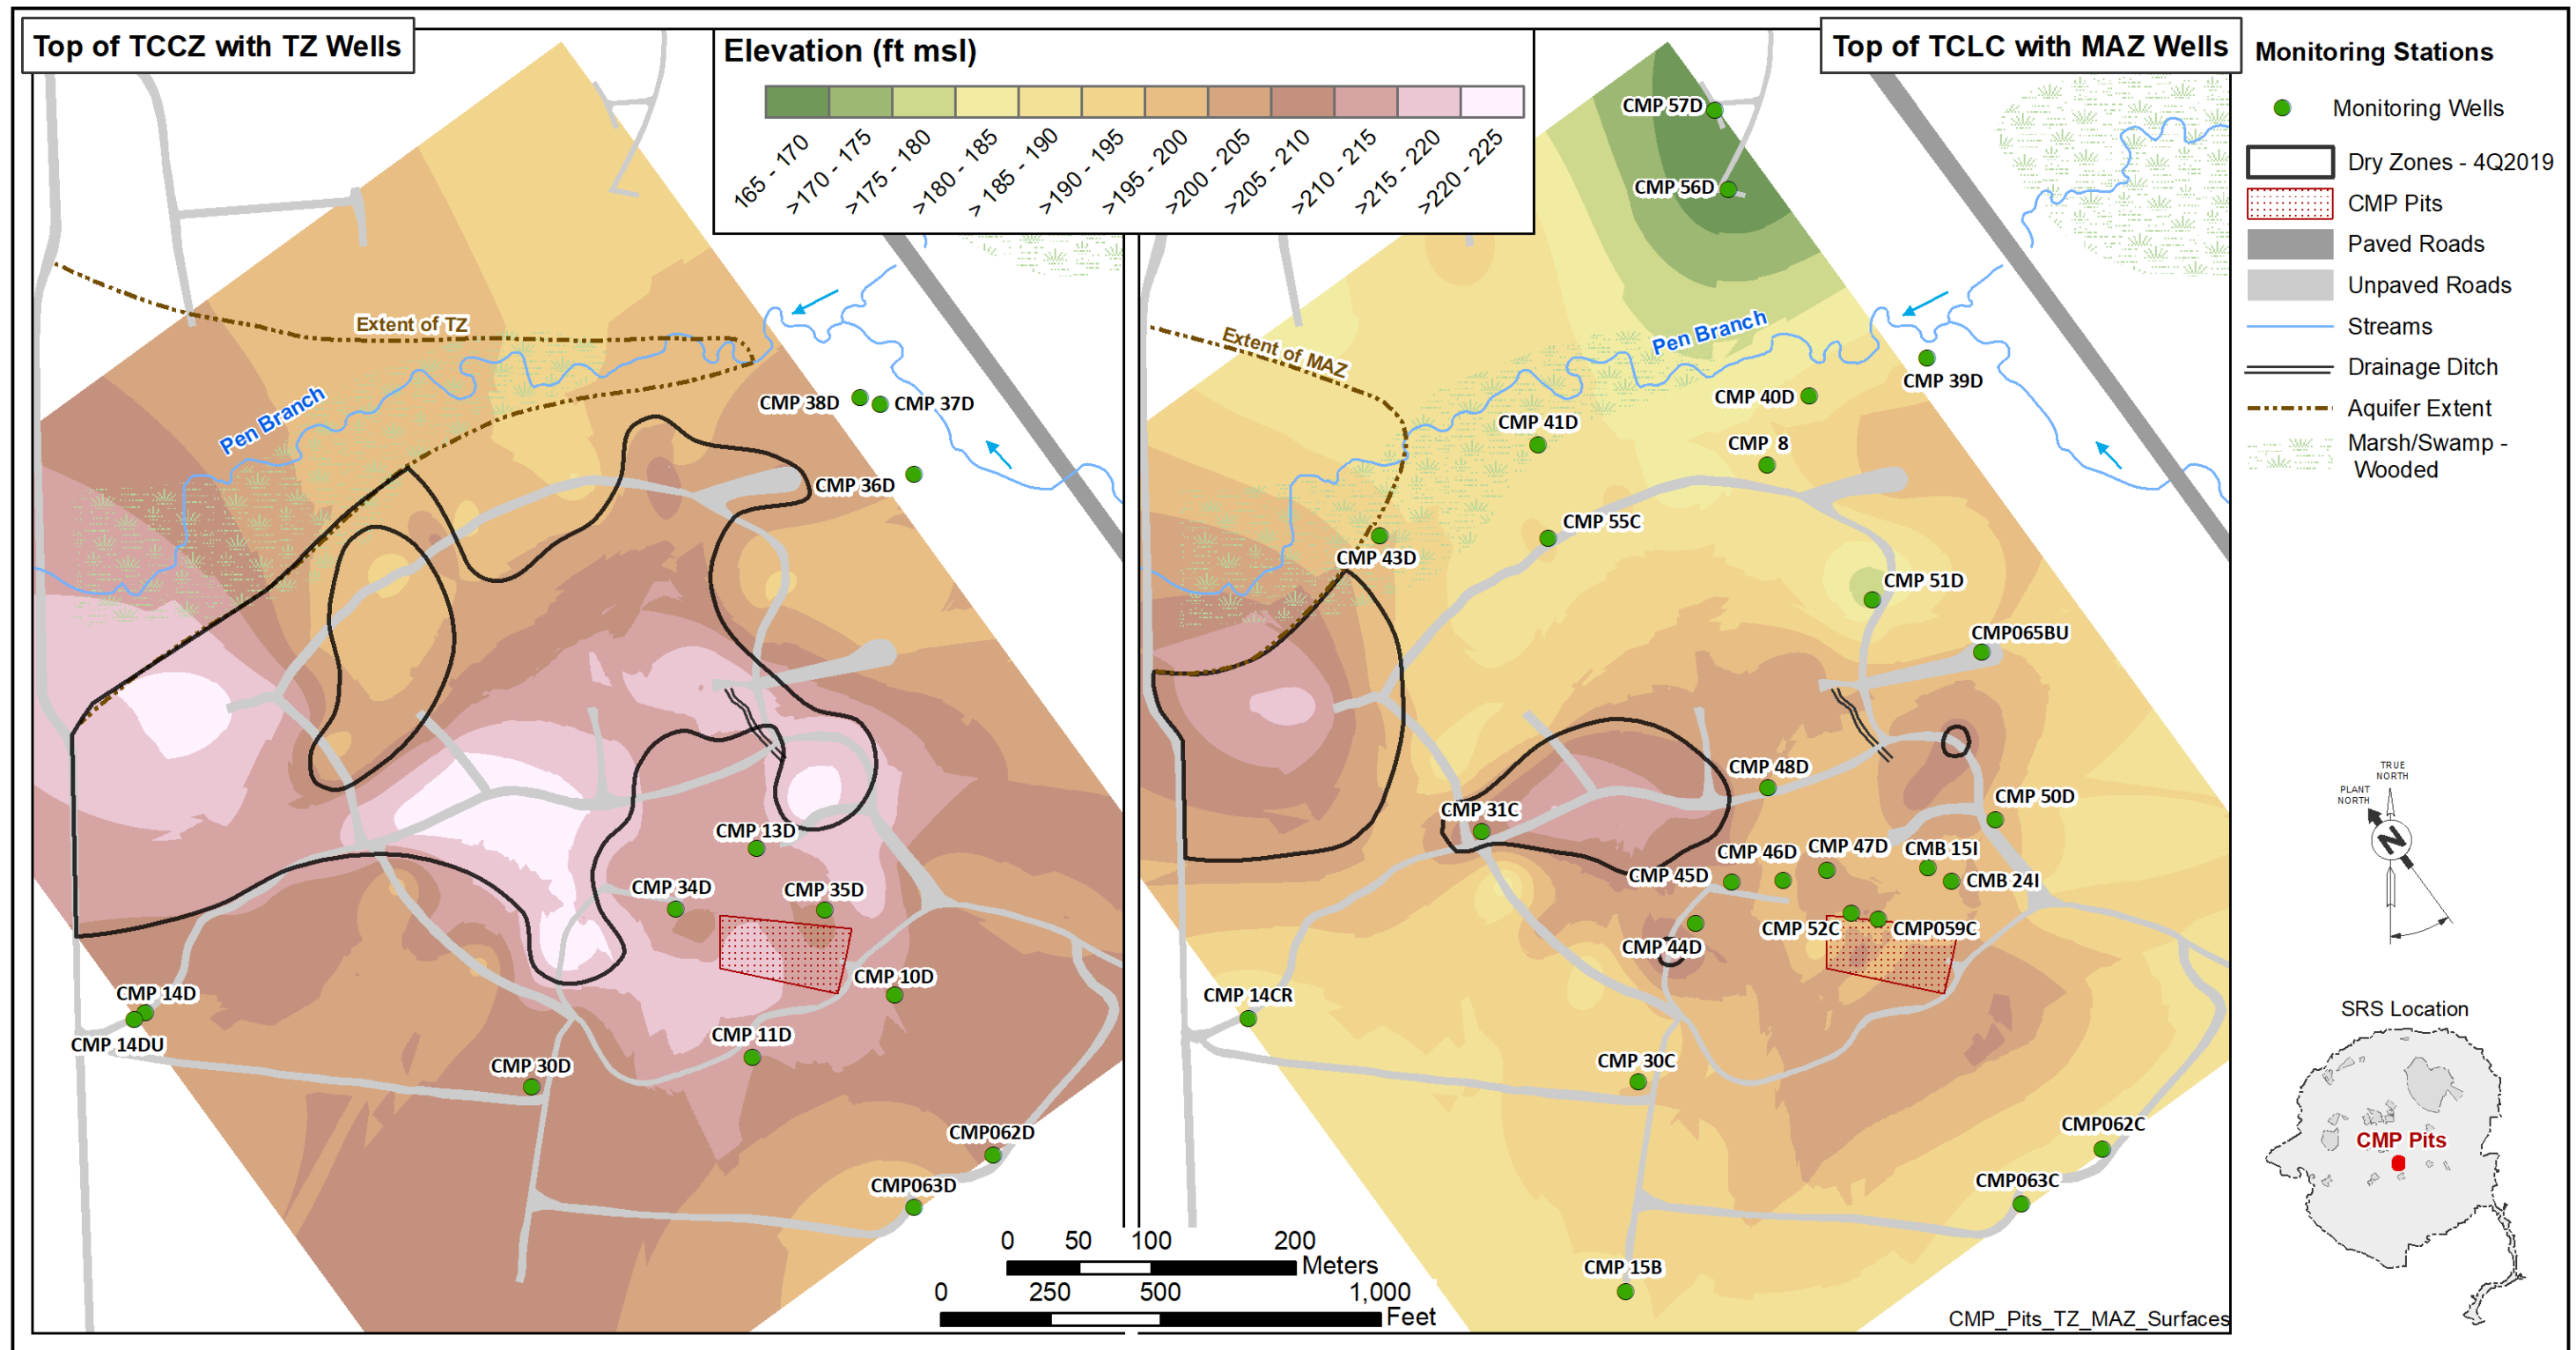 Top of TCCZ with TZ Wells
Elevation (ft msl)
165 - 170
>170 - 175
>175 - 180
>180 - 185
> 185 - 190
>190 - 195
>195 - 200
>200 - 205
>205 - 210
>210 - 215
>215 - 220
>220 - 225
Top of TCLC with MAZ Wells
Extent of TZ
Pen Branch
CMP 38D
CMP 37D
CMP 36D
CMP 13D
CMP 34D
CMP 35D
CMP 10D
CMP 14D
CMP 14DU
CMP 11D
CMP 30D
CMP062D
CMP063D
CMP 57D
CMP 56D
Extent of MAZ
Pen Branch
CMP 39D
CMP 40D
CMP 41D
CMP 8
CMP 55C
CMP 43D
CMP 51D
CMP065BU
CMP 48D
CMP 50D
CMP 31C
CMP 46D
CMP 47D
CMB 15I
CMP 45D
CMB 24I
CMP 52C
CMP059C
CMP 44D
CMP 14CR
CMP 30C
CMP062C
CMP063C
CMP 15B
0 50 100 200
Meters
0 250 500 1,000
Feet
CMP_Pits_TZ_MAZ_Surfaces
Monitoring Stations
Monitoring Wells
Dry Zones - 4Q2019
CMP Pits
Paved Roads
Unpaved Roads
Streams
Drainage Ditch
Aquifer Extent
Marsh/Swamp -
Wooded
TRUE
NORTH
PLANT
NORTH
N
SRS Location
CMP Pits